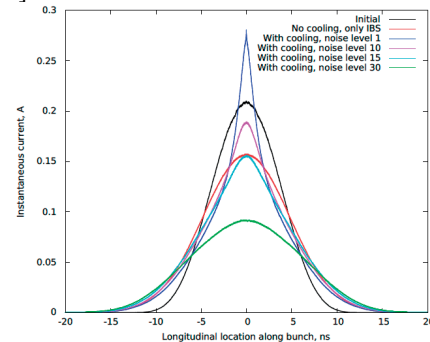 Initial
No cooling, only IBS
With cooling, noise level 1
With cooling, noise level 10
With cooling, noise level 15
With cooling, noise level 30
Instantaneous current, A
0.3
0.25
0.2
0.15
0.1
0.05
0
-20 -15 -10 -5 0 5 10 15 20
Longitudinal location along bunch, ns